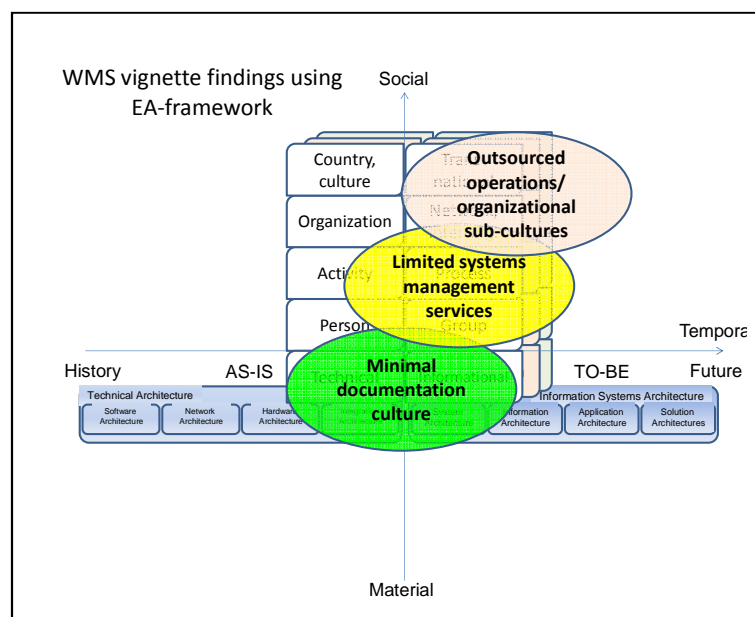 WMS vignette findings using
EA-framework
Social
Country,
culture
Organization
Activity
Process
Person
Group
Outsourced
operations/
organizational
sub-cultures
Limited systems
management
services
Minimal
documentation
culture
Tempora
History
AS-IS
TO-BE
Future
Technical Architecture
Information Systems Architecture
Software
Architecture
Network
Architecture
Hardware
Architecture
Information
Architecture
Application
Architecture
Solution
Architectures
Material